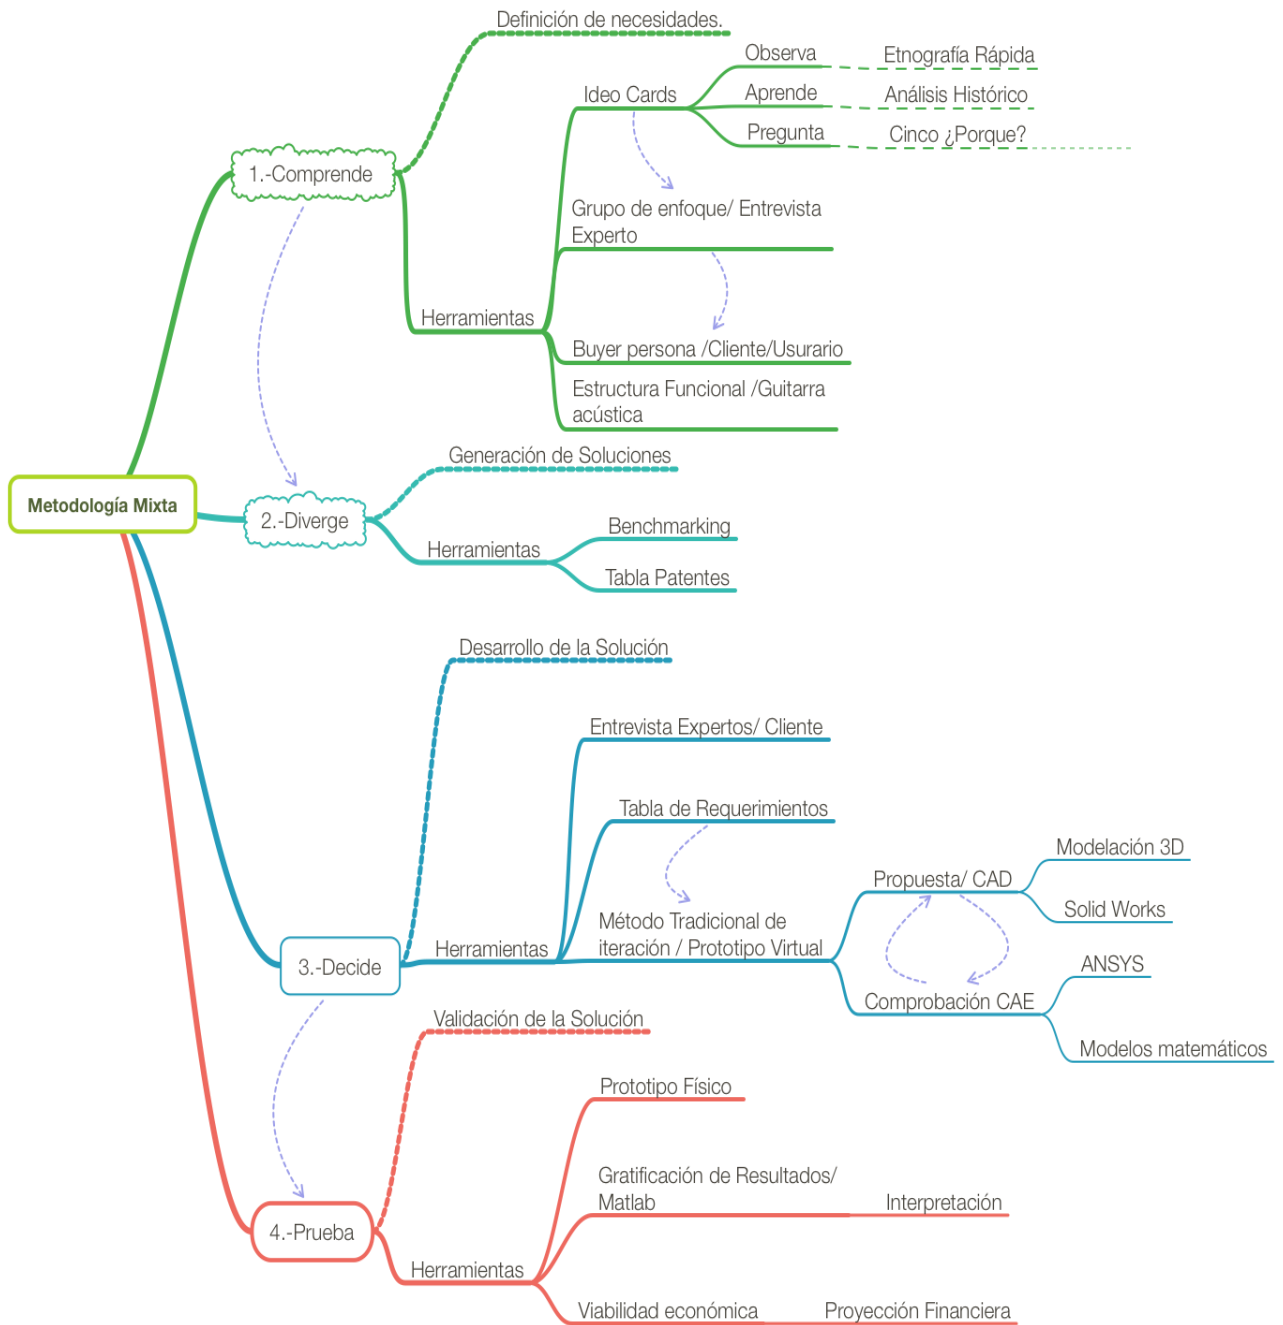 Metodología Mixta
1.-Comprende
Definición de necesidades.
Herramientas
Ideo Cards
Observa
Etnografía Rápida
Aprende
Análisis Histórico
Pregunta
Cinco ¿Porque?
Grupo de enfoque/ Entrevista
Experto
Buyer persona /Cliente/Usurario
Estructura Funcional /Guitarra
acústica
2.-Diverge
Generación de Soluciones
Herramientas
Benchmarking
Tabla Patentes
3.-Decide
Desarrollo de la Solución
Herramientas
Entrevista Expertos/ Cliente
Tabla de Requerimientos
Método Tradicional de
iteración / Prototipo Virtual
Propuesta/ CAD
Modelación 3D
Solid Works
Comprobación CAE
ANSYS
Modelos matemáticos
4.-Prueba
Validación de la Solución
Herramientas
Prototipo Físico
Gratificación de Resultados/
Matlab
Interpretación
Viabilidad económica
Proyección Financiera